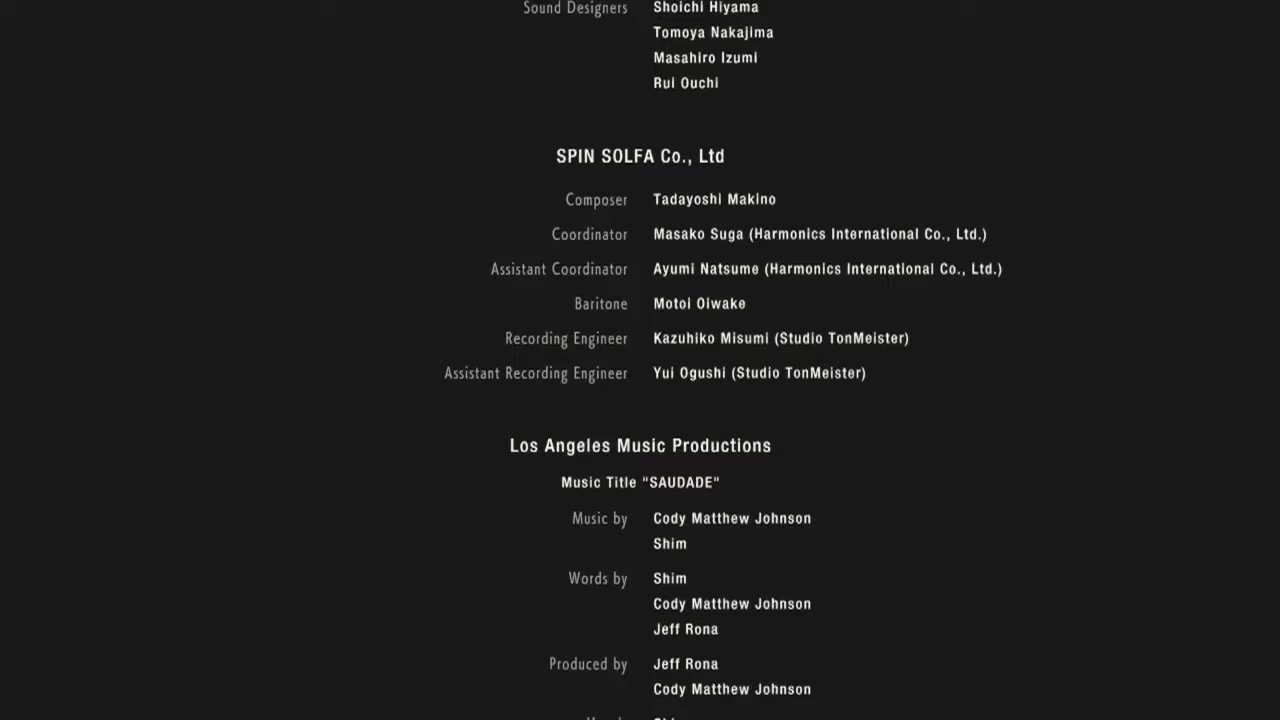 Sound Designers Shoichi Hiyama
Tomoya Nakajima
Masahiro Izumi
Rui Ouchi
SPIN SOLFA Co., Ltd
Composer Tadayoshi Makino
Coordinator Masako Suga (Harmonics International Co., Ltd.)
Assistant Coordinator Ayumi Natsume (Harmonics International Co., Ltd.)
Baritone Motoi Oiwake
Recording Engineer Kazuhiko Misumi (Studio TonMeister)
Assistant Recording Engineer Yui Ogushi (Studio TonMeister)
Los Angeles Music Productions
Music Title "SAUDADE"
Music by Cody Matthew Johnson
Shim
Words by Shim
Cody Matthew Johnson
Jeff Rona
Produced by Jeff Rona
Cody Matthew Johnson